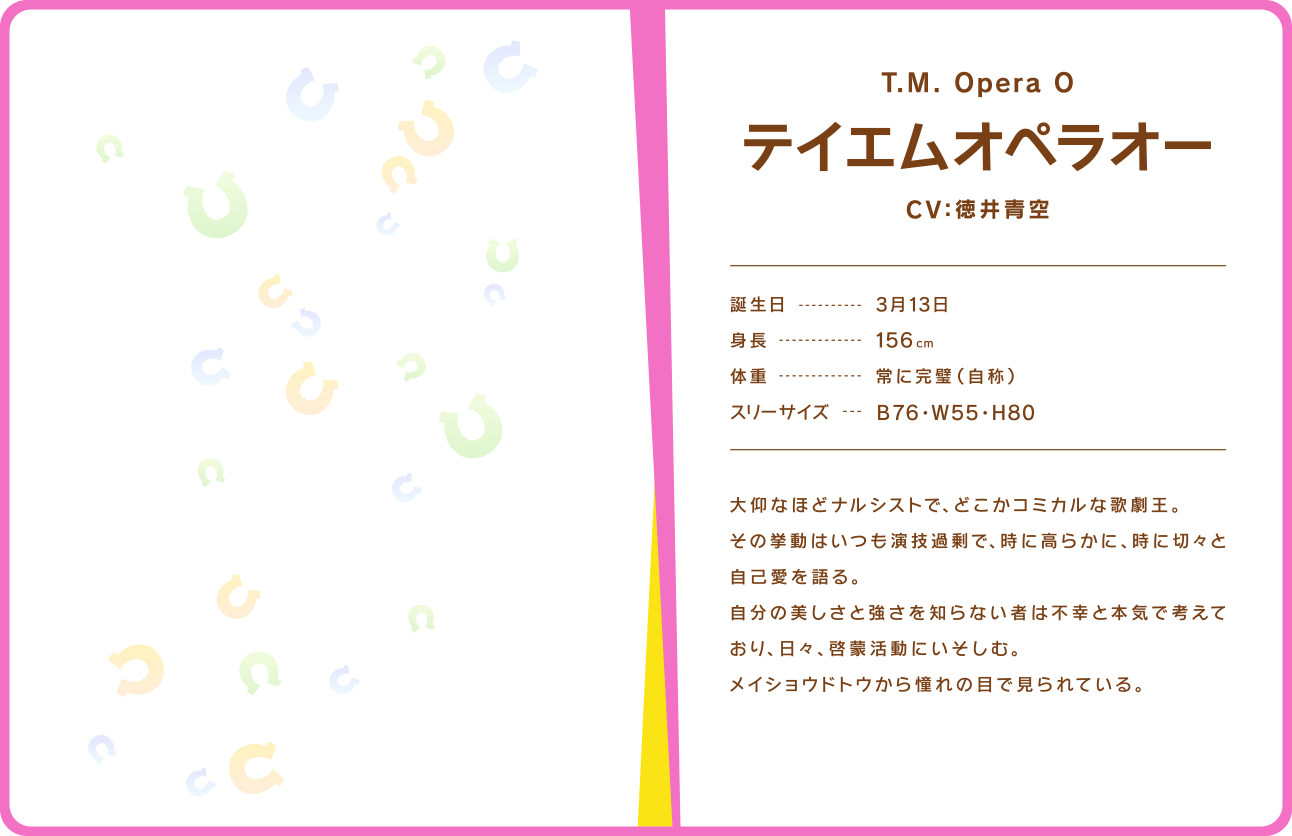 T.M. Opera O
テイエムオペラオー
CV:徳井青空
誕生日 ---------- 3月13日
身長 ------------- 156cm
体重 ------------- 常に完璧(自称)
スリーサイズ --- B76・W55・H80
大仰なほどナルシストで、どこかコミカルな歌劇王。
その挙動はいつも演技過剰で、時に高らかに、時に切々と
自己愛を語る。
自分の美しさと強さを知らない者は不幸と本気で考えて
おり、日々、啓蒙活動にいそしむ。
メイショウドトウから憧れの目で見られている。